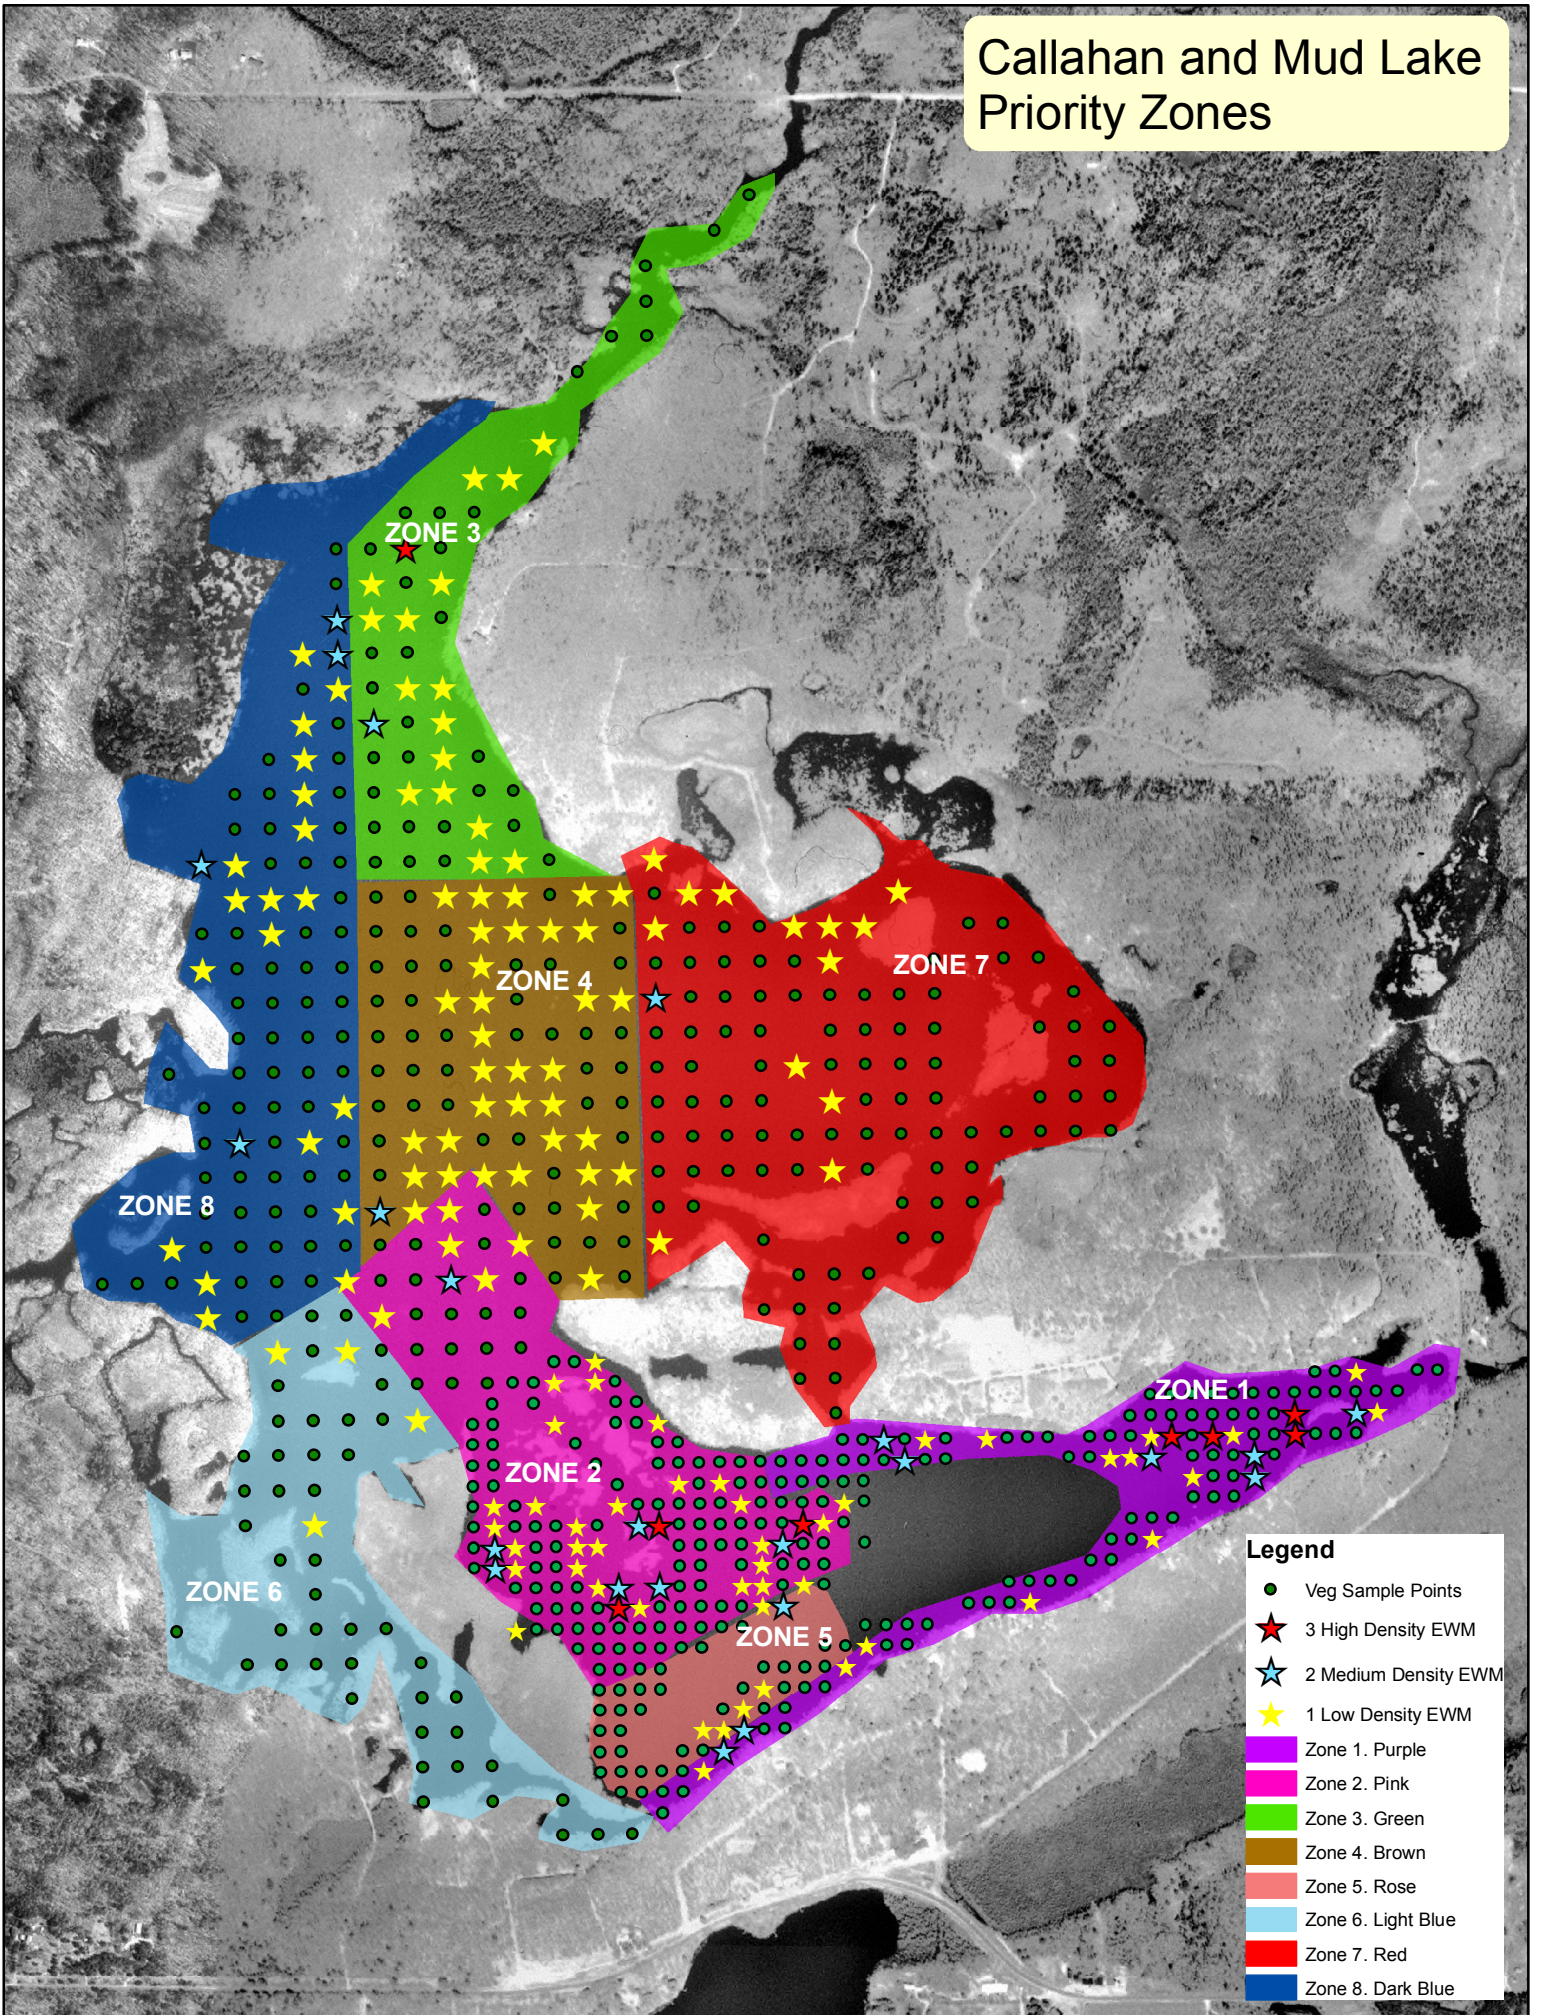 Callahan and Mud Lake
Priority Zones
ZONE 3
ZONE 4
ZONE 7
ZONE 8
ZONE 1
ZONE 2
ZONE 6
ZONE 5
Legend
Veg Sample Points
3 High Density EWM
2 Medium Density EWM
1 Low Density EWM
Zone 1. Purple
Zone 2. Pink
Zone 3. Green
Zone 4. Brown
Zone 5. Rose
Zone 6. Light Blue
Zone 7. Red
Zone 8. Dark Blue